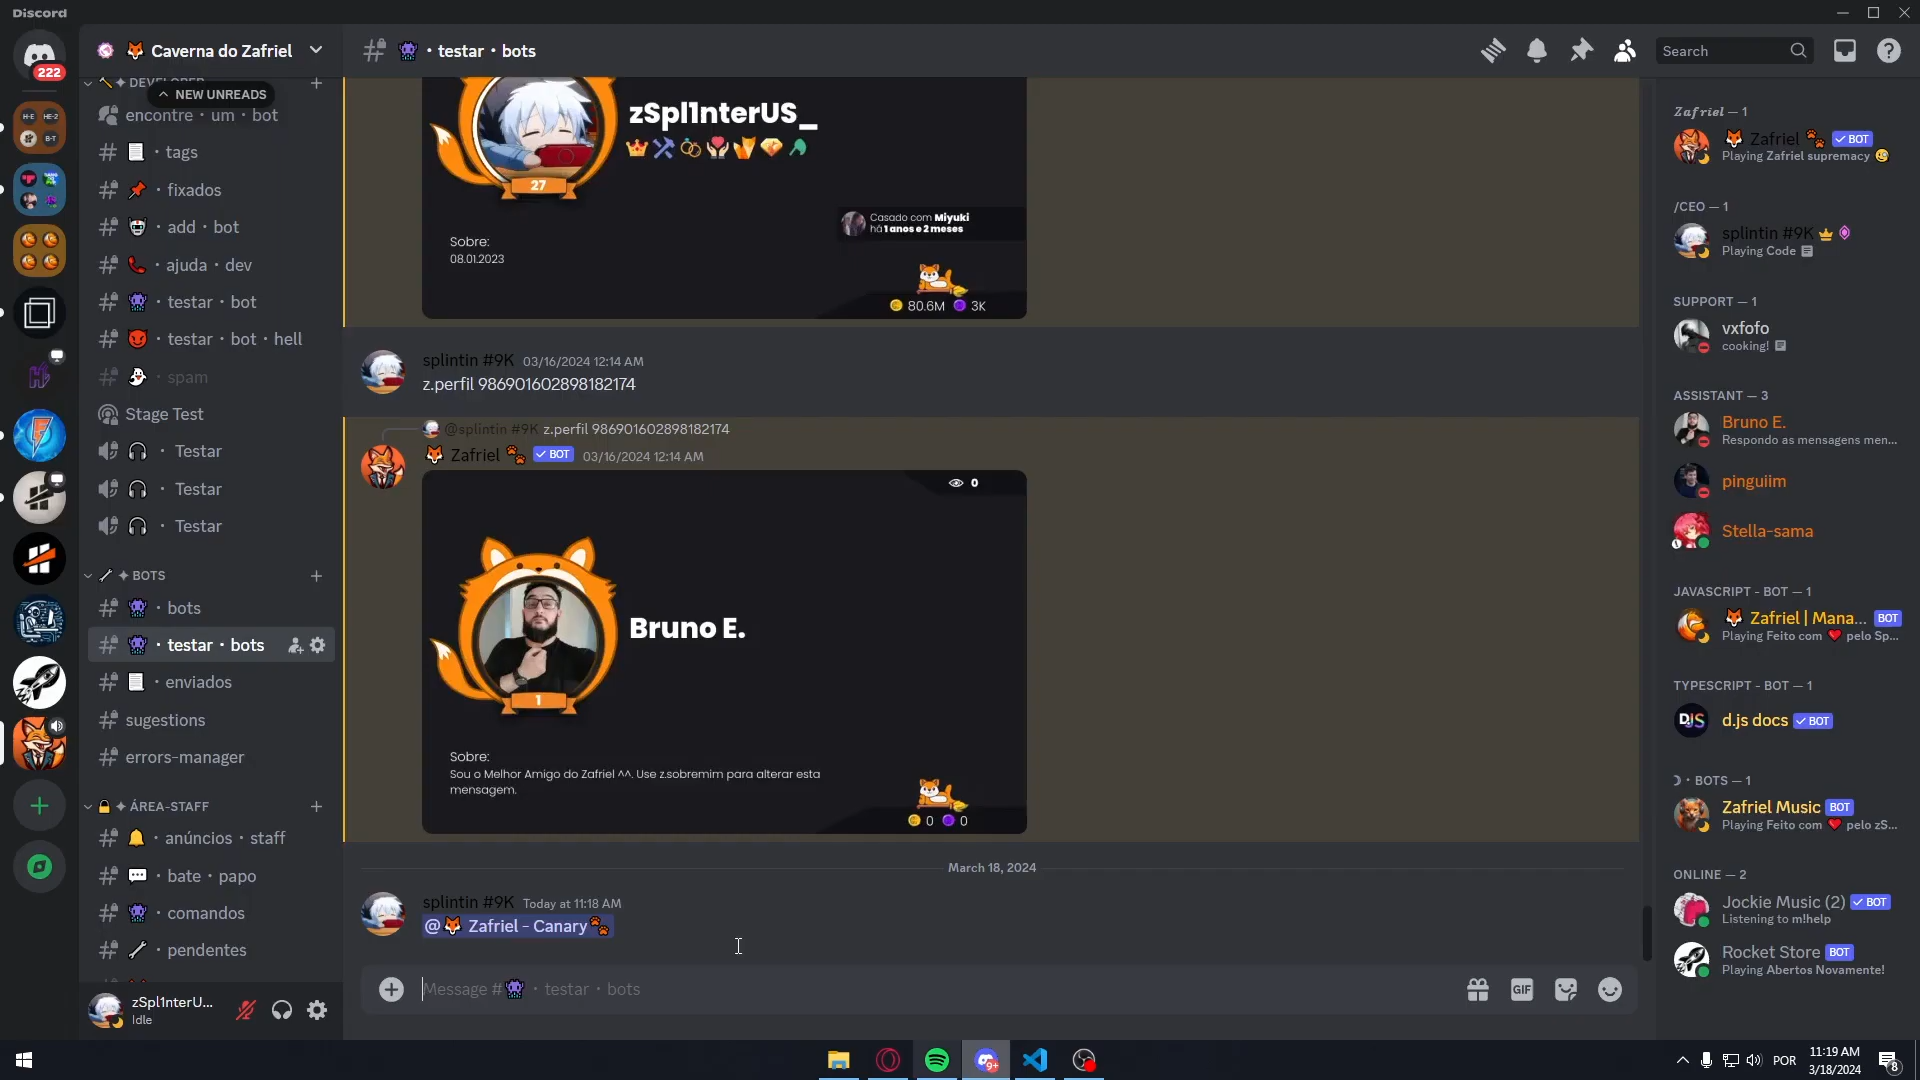 Discord
222
Caverna do Zafriel
DEVELOPER
NEW UNREADS
encontre · um · bot
tags
fixados
add · bot
ajuda · dev
testar · bot
testar · bot · hell
spam
Stage Test
Testar
Testar
Testar
BOTS
bots
testar · bots
enviados
sugestions
errors-manager
ÁREA-STAFF
anúncios · staff
bate · papo
comandos
pendentes
zSpl1nterU...
Idle
· testar · bots
Search
zSpl1nterUS_
27
Casado com Miyuki
há 1 anos e 2 meses
Sobre:
08.01.2023
80.6M 3K
splintin #9K 03/16/2024 12:14 AM
z.perfil 986901602898182174
@splintin #9K z.perfil 986901602898182174
Zafriel BOT 03/16/2024 12:14 AM
0
Bruno E.
1
Sobre:
Sou o Melhor Amigo do Zafriel ^^. Use z.sobremim para alterar esta
mensagem.
0 0
March 18, 2024
splintin #9K Today at 11:18 AM
@ Zafriel - Canary
Message # · testar · bots
GIF
Zafriel — 1
Zafriel BOT
Playing Zafriel supremacy
/CEO — 1
splintin #9K
Playing Code
SUPPORT — 1
vxfofo
cooking!
ASSISTANT — 3
Bruno E.
Respondo as mensagens men...
pinguiim
Stella-sama
JAVASCRIPT - BOT — 1
Zafriel | Mana... BOT
Playing Feito com pelo Sp...
TYPESCRIPT - BOT — 1
DJS
d.js docs BOT
· BOTS — 1
Zafriel Music BOT
Playing Feito com pelo zS...
ONLINE — 2
Jockie Music (2) BOT
Listening to m!help
Rocket Store BOT
Playing Abertos Novamente!
9+
POR
11:19 AM
3/18/2024
8